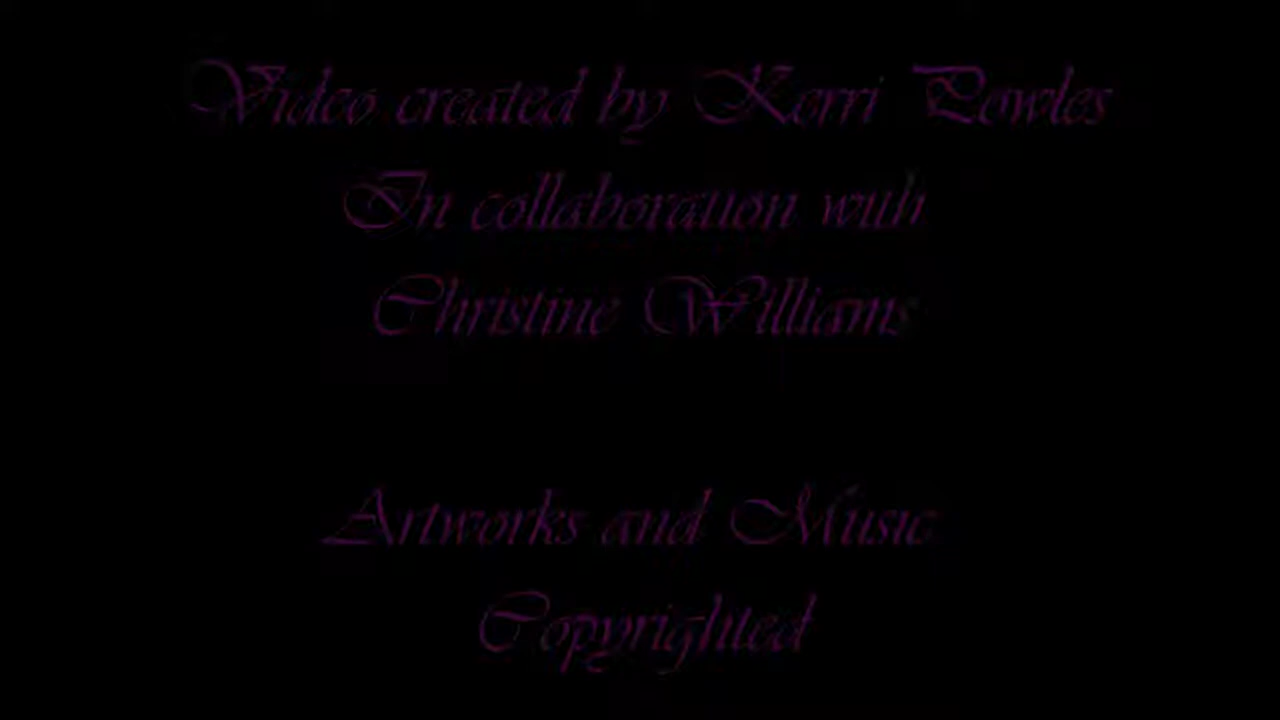 Video created by Kerri Powles
In collaboration with
Christine Williams
Artworks and Music
Copyrighted